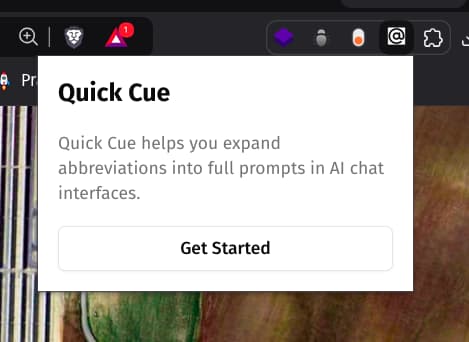 1
Pr
Quick Cue
Quick Cue helps you expand
abbreviations into full prompts in AI chat
interfaces.
Get Started